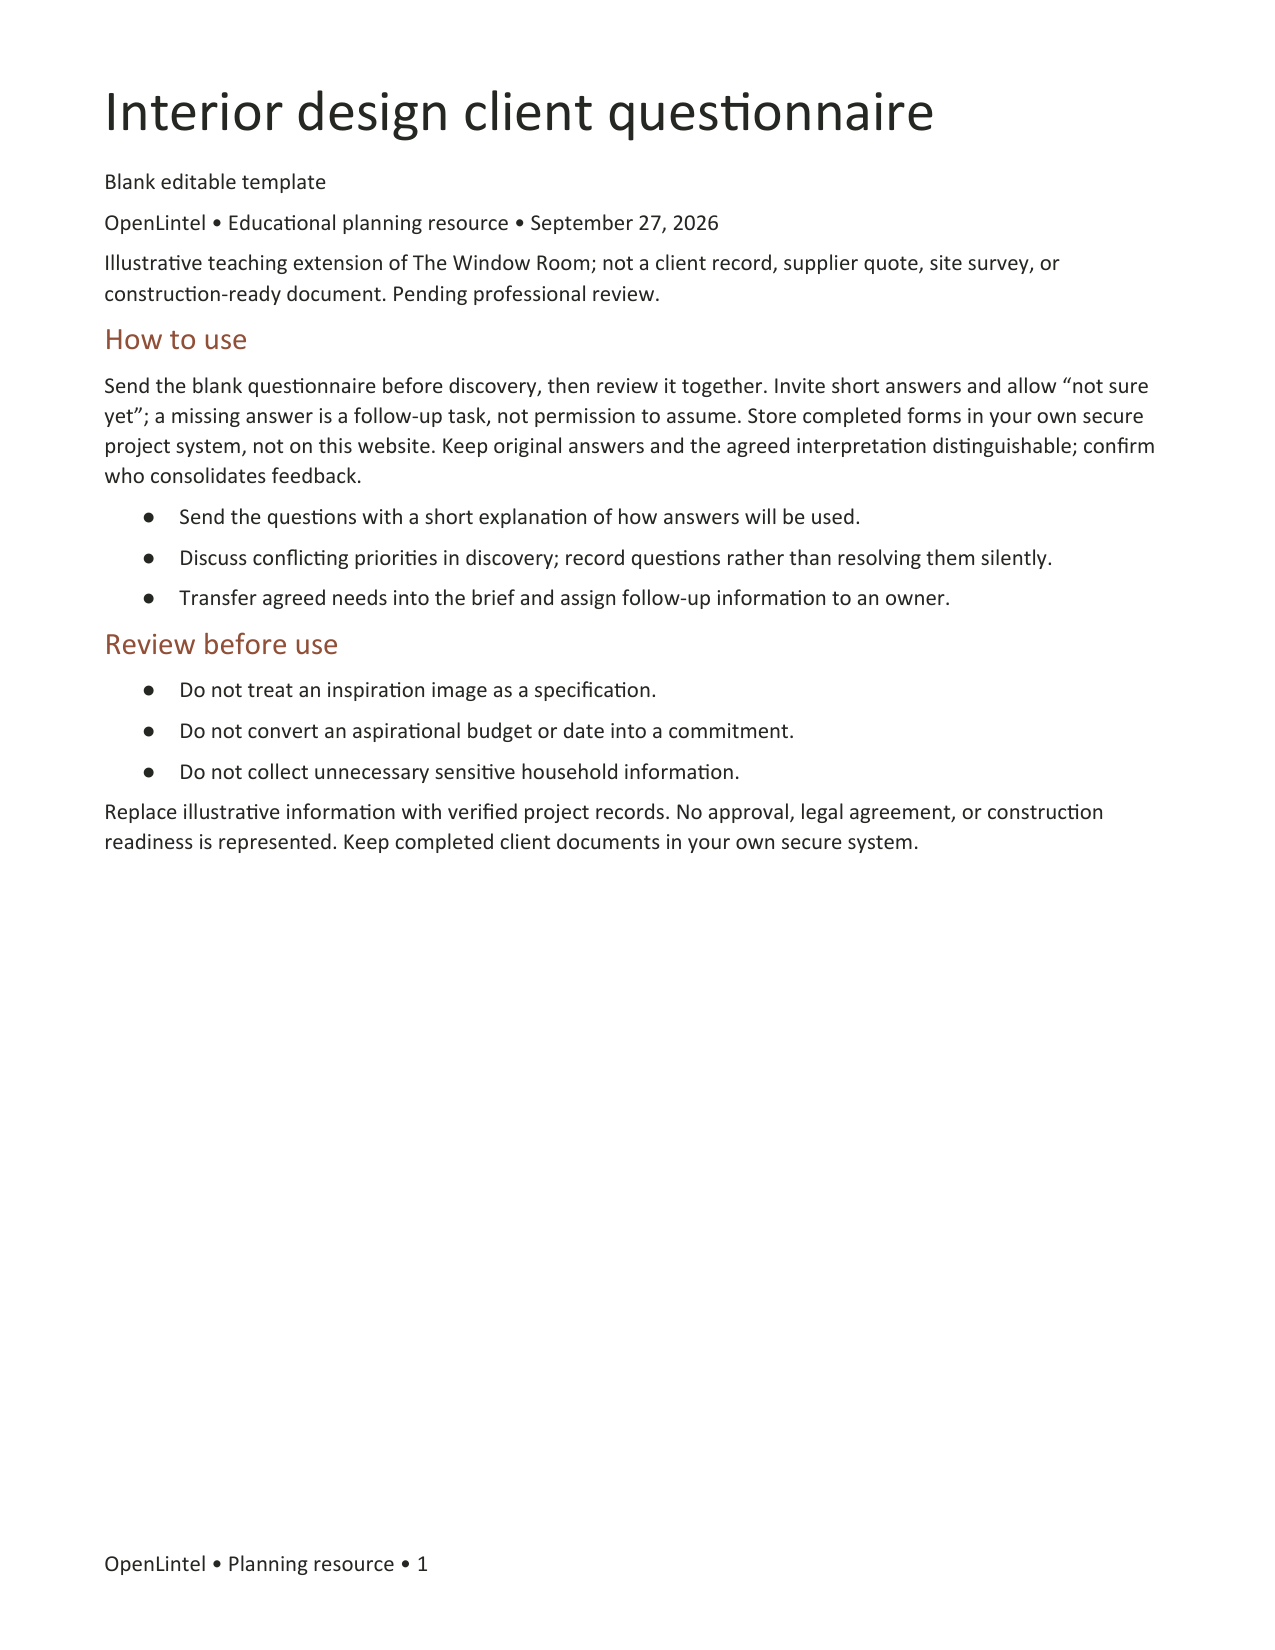 Interior design client questionnaire
Blank editable template
OpenLintel • Educational planning resource • September 27, 2026
Illustrative teaching extension of The Window Room; not a client record, supplier quote, site survey, or
construction-ready document. Pending professional review.
How to use
Send the blank questionnaire before discovery, then review it together. Invite short answers and allow “not sure
yet”; a missing answer is a follow-up task, not permission to assume. Store completed forms in your own secure
project system, not on this website. Keep original answers and the agreed interpretation distinguishable; confirm
who consolidates feedback.
● Send the questions with a short explanation of how answers will be used.
● Discuss conflicting priorities in discovery; record questions rather than resolving them silently.
● Transfer agreed needs into the brief and assign follow-up information to an owner.
Review before use
● Do not treat an inspiration image as a specification.
● Do not convert an aspirational budget or date into a commitment.
● Do not collect unnecessary sensitive household information.
Replace illustrative information with verified project records. No approval, legal agreement, or construction
readiness is represented. Keep completed client documents in your own secure system.
OpenLintel • Planning resource • 1